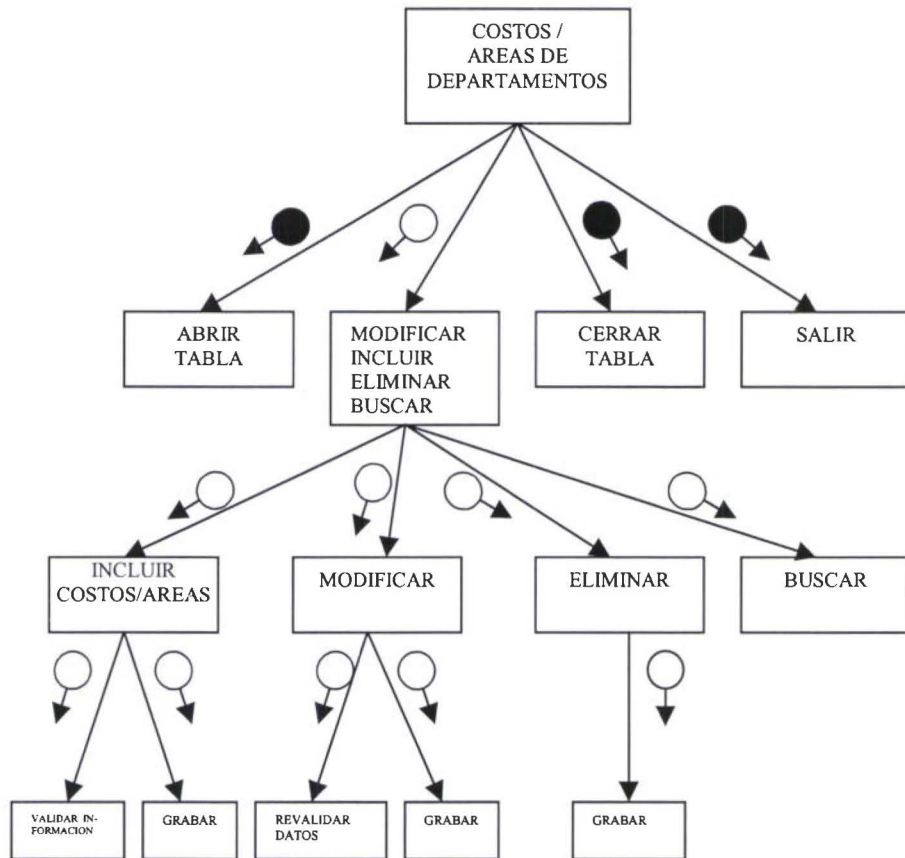 COSTOS /
AREAS DE
DEPARTAMENTOS
ABRIR
TABLA
MODIFICAR
INCLUIR
ELIMINAR
BUSCAR
CERRAR
TABLA
SALIR
INCLUIR
COSTOS/AREAS
MODIFICAR
ELIMINAR
BUSCAR
VALIDAR IN-
FORMACION
GRABAR
REVALIDAR
DATOS
GRABAR
GRABAR